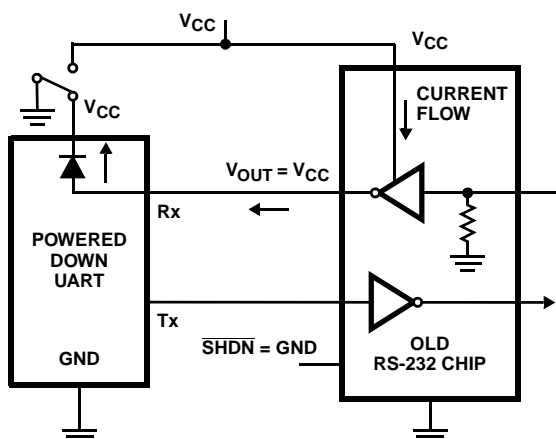 VCC
VCC
VCC
CURRENT
FLOW
VOUT = VCC
Rx
POWERED
DOWN
UART
Tx
SHDN = GND
GND
OLD
RS-232 CHIP